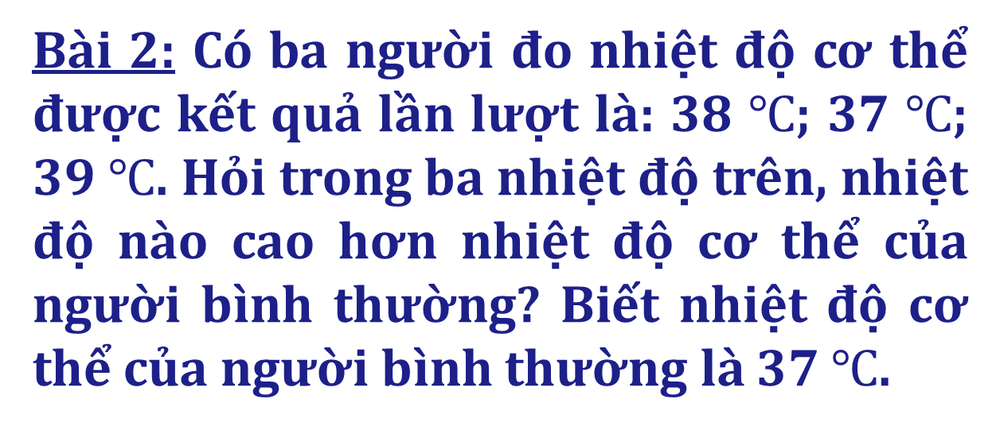 Bài 2: Có ba người đo nhiệt độ cơ thể
được kết quả lần lượt là: 38 °C; 37 °C;
39 °C. Hỏi trong ba nhiệt độ trên, nhiệt
độ nào cao hơn nhiệt độ cơ thể của
người bình thường? Biết nhiệt độ cơ
thể của người bình thường là 37 °C.